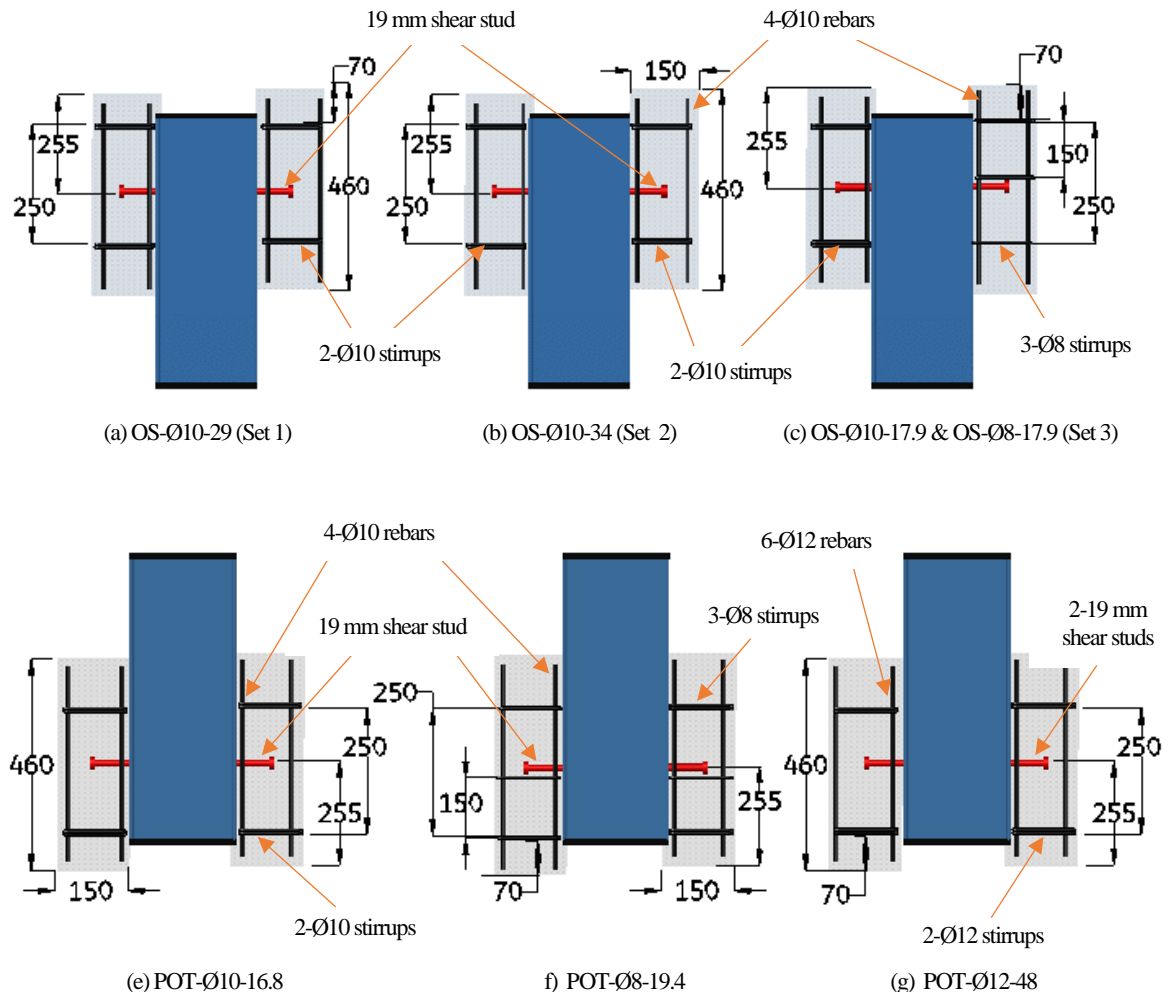 19 mm shear stud
4-Ø10 rebars
70
150
70
255
250
460
255
250
460
255
150
250
2-Ø10 stirrups
2-Ø10 stirrups
3-Ø8 stirrups
(a) OS-Ø10-29 (Set 1)
(b) OS-Ø10-34 (Set 2)
(c) OS-Ø10-17.9 & OS-Ø8-17.9 (Set 3)
4-Ø10 rebars
6-Ø12 rebars
3-Ø8 stirrups
2-19 mm
shear studs
19 mm shear stud
460
250
255
150
250
150
255
70
150
460
250
255
70
2-Ø10 stirrups
2-Ø12 stirrups
(e) POT-Ø10-16.8
f) POT-Ø8-19.4
(g) POT-Ø12-48